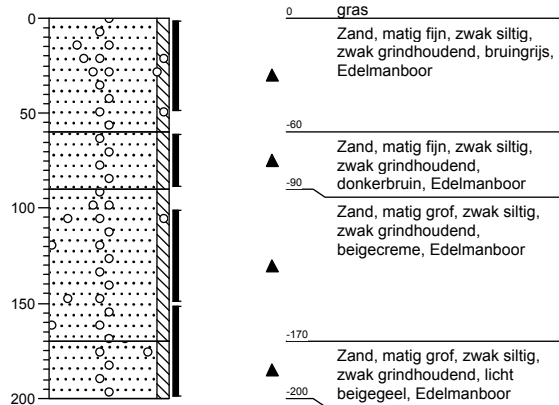 0
50
100
150
200
0
gras
Zand, matig fijn, zwak siltig,
zwak grindhoudend, bruingrijs,
Edelmanboor
-60
Zand, matig fijn, zwak siltig,
zwak grindhoudend,
donkerbruin, Edelmanboor
-90
Zand, matig grof, zwak siltig,
zwak grindhoudend,
beigecreme, Edelmanboor
-170
Zand, matig grof, zwak siltig,
zwak grindhoudend, licht
beigegeel, Edelmanboor
-200